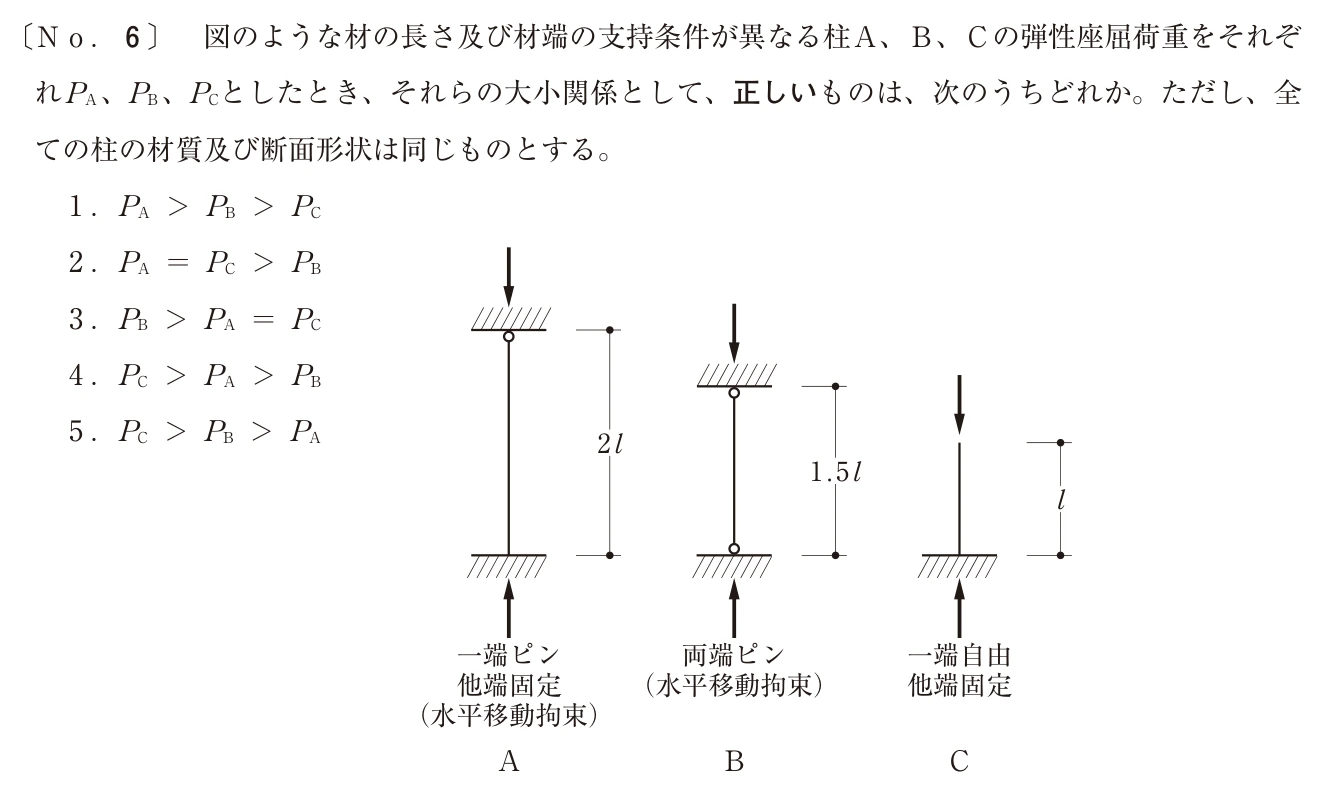 〔Ｎｏ．６〕　図のような材の長さ及び材端の支持条件が異なる柱Ａ、Ｂ、Ｃの弾性座屈荷重をそれぞ
れPA、PB、PCとしたとき、それらの大小関係として、正しいものは、次のうちどれか。ただし、全
ての柱の材質及び断面形状は同じものとする。
1．PA ＞ PB ＞ PC
2．PA ＝ PC ＞ PB
3．PB ＞ PA ＝ PC
4．PC ＞ PA ＞ PB
5．PC ＞ PB ＞ PA
2l
1.5l
l
一端ピン
他端固定
（水平移動拘束）
A
両端ピン
（水平移動拘束）
B
一端自由
他端固定
C